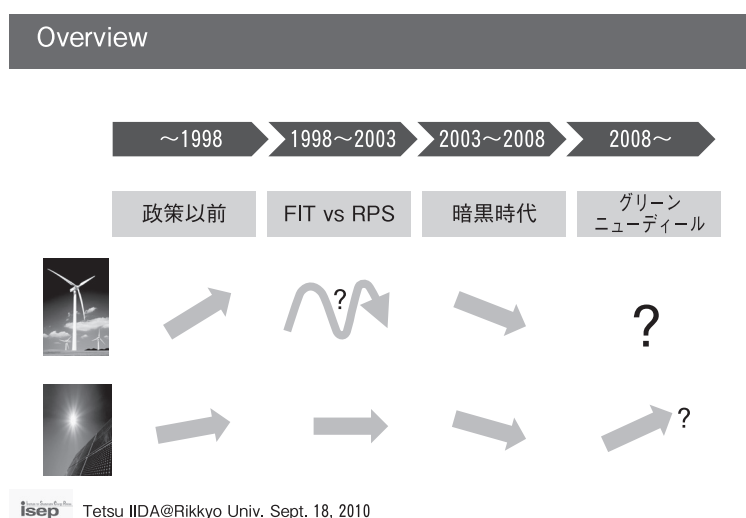 Overview
～1998
1998～2003
2003～2008
2008～
政策以前
FIT vs RPS
暗黒時代
グリーン
ニューディール
?
?
?
isep
Tetsu IIDA@Rikkyo Univ. Sept. 18, 2010